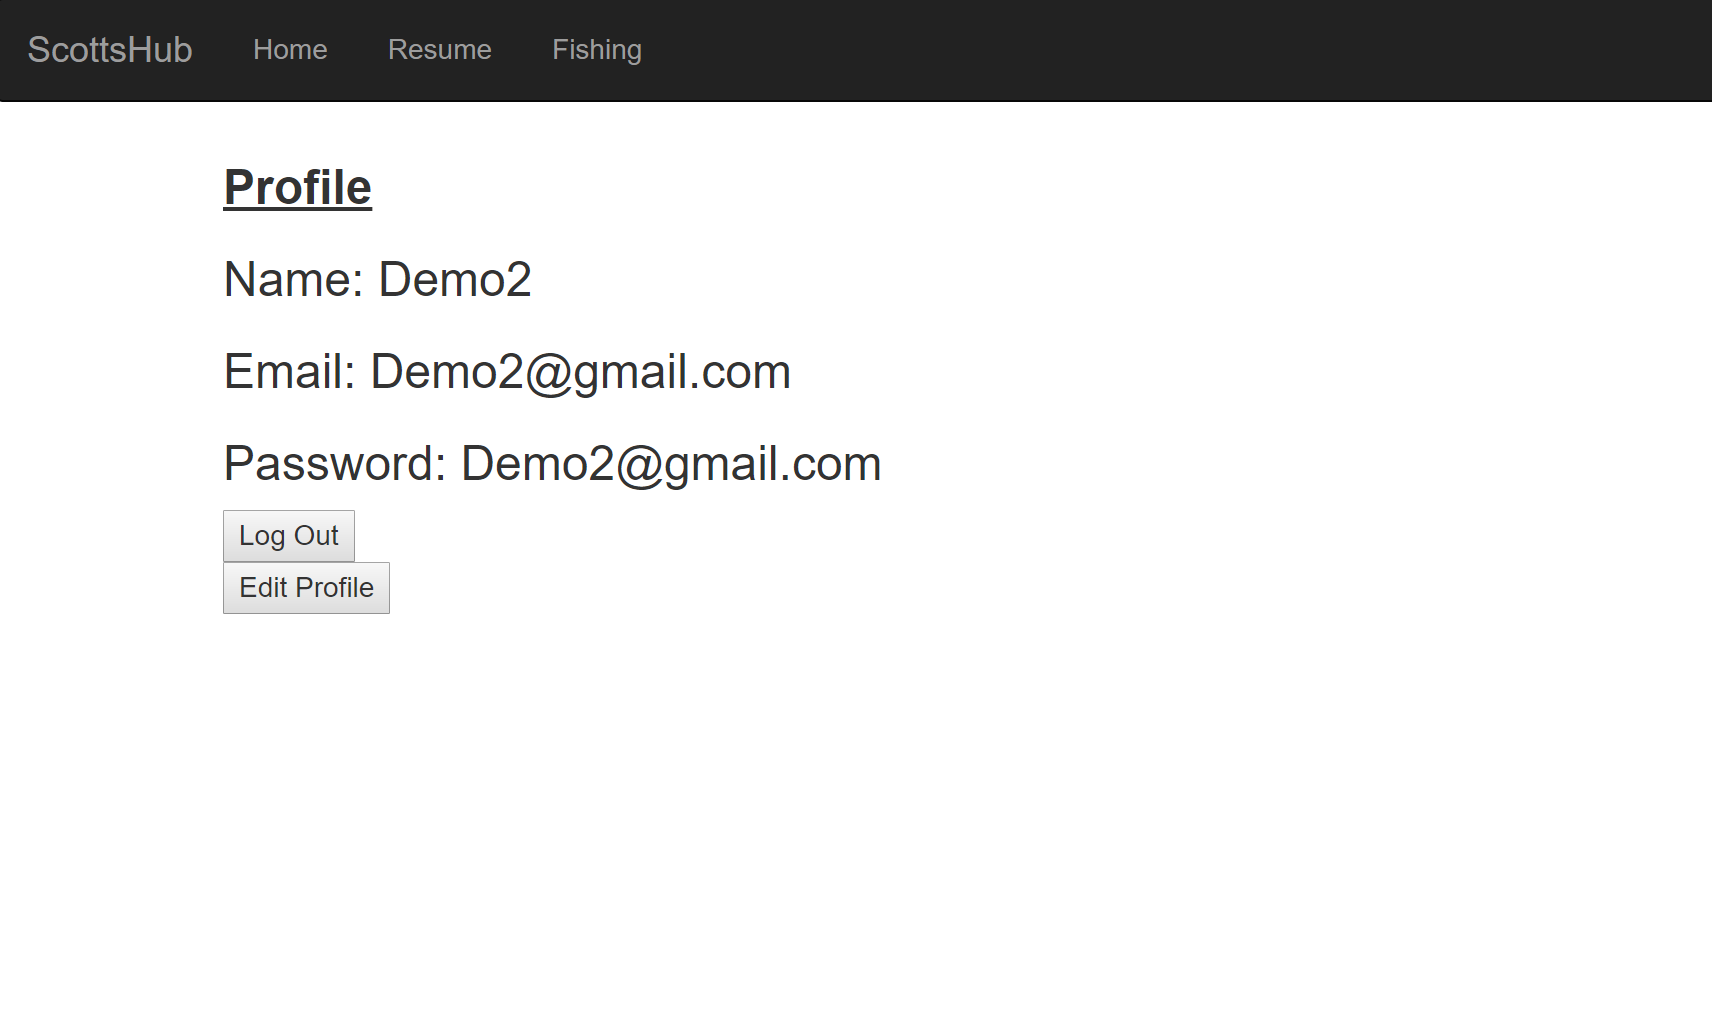 ScottsHub Home Resume Fishing
Profile
Name: Demo2
Email: Demo2@gmail.com
Password: Demo2@gmail.com
Log Out
Edit Profile